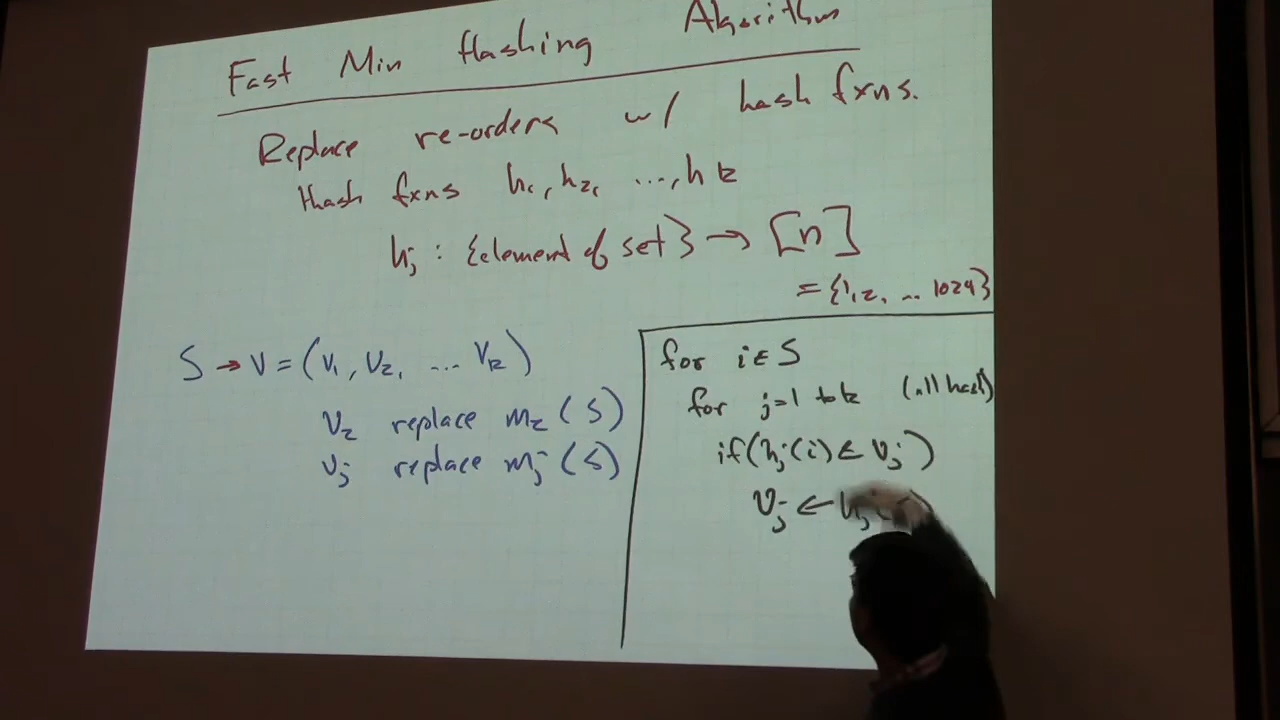 Fast Min Hashing Algorithm
Replace re-orders w/ hash fxns.
Hash fxns h1, h2, ..., hk
hj : {element of set} → [n]
= {1,2, ... 1024}
S → V = (v1, v2, ... vk)
v2 replace m2(S)
vj replace mj(S)
for i ∈ S
for j=1 to k (all hash)
if (hj(i) < vj)
vj ←